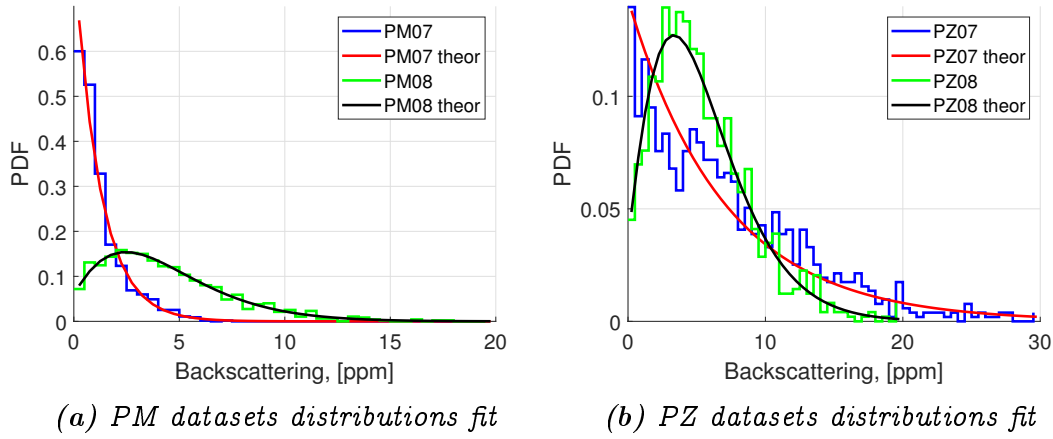 PM07
PM07 theor
PM08
PM08 theor
0.6
0.5
0.4
0.3
0.2
0.1
0
PDF
0 5 10 15 20
Backscattering, [ppm]
(a) PM datasets distributions fit
PZ07
PZ07 theor
PZ08
PZ08 theor
0.1
0.05
0
PDF
0 10 20 30
Backscattering, [ppm]
(b) PZ datasets distributions fit